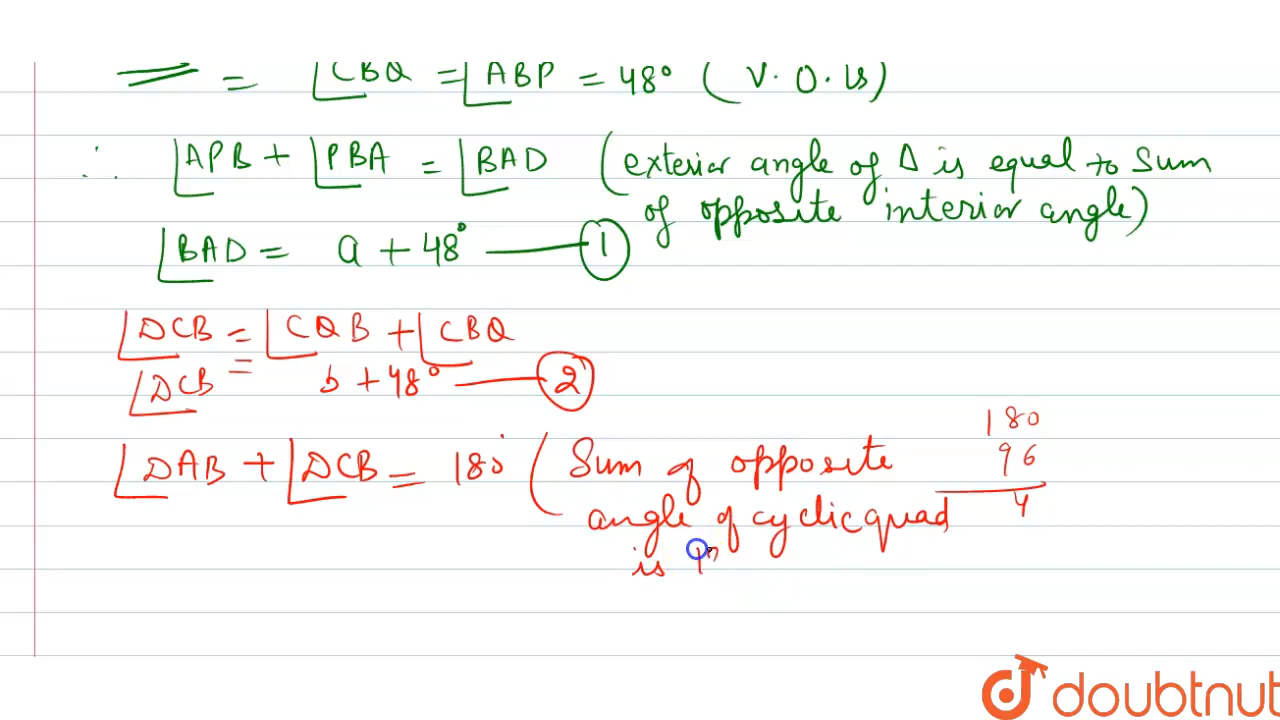 = ∠CBQ = ∠ABP = 48° ( V. O. ∠s)
∴ ∠APB + ∠PBA = ∠BAD (exterior angle of Δ is equal to sum
of opposite interior angle)
∠BAD = a + 48° —— 1
∠DCB = ∠CQB + ∠CBQ
∠DCB = b + 48° —— 2
∠DAB + ∠DCB = 180° ( Sum of opposite
angle of cyclic quad
is
180
96
4
doubtnut